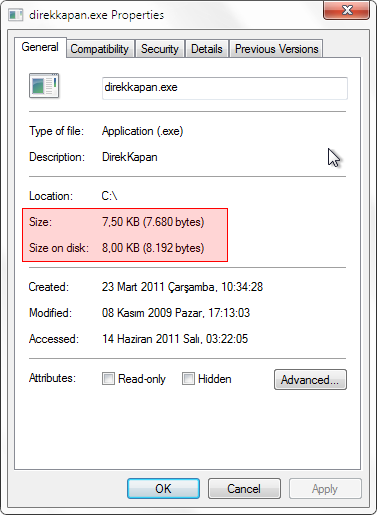 direkkapan.exe Properties
General Compatibility Security Details Previous Versions
direkkapan.exe
Type of file: Application (.exe)
Description: DirekKapan
Location: C:\
Size: 7,50 KB (7.680 bytes)
Size on disk: 8,00 KB (8.192 bytes)
Created: 23 Mart 2011 Çarşamba, 10:34:28
Modified: 08 Kasım 2009 Pazar, 17:13:03
Accessed: 14 Haziran 2011 Salı, 03:22:05
Attributes: Read-only Hidden Advanced...
OK Cancel Apply